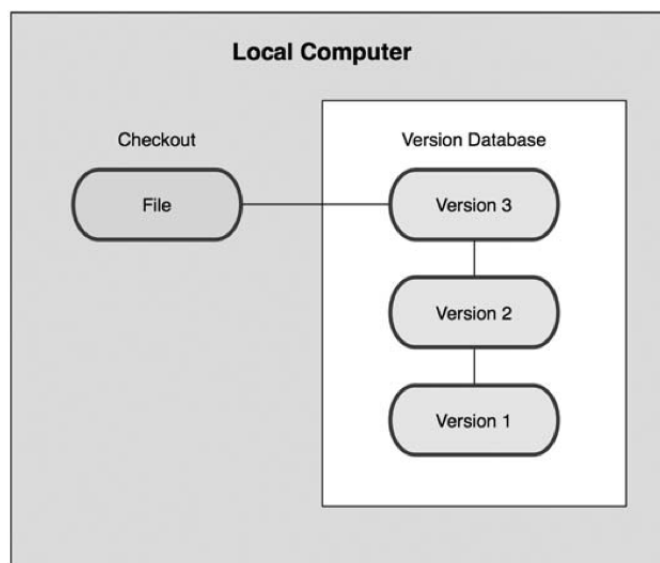 Local Computer
Checkout
Version Database
File
Version 3
Version 2
Version 1